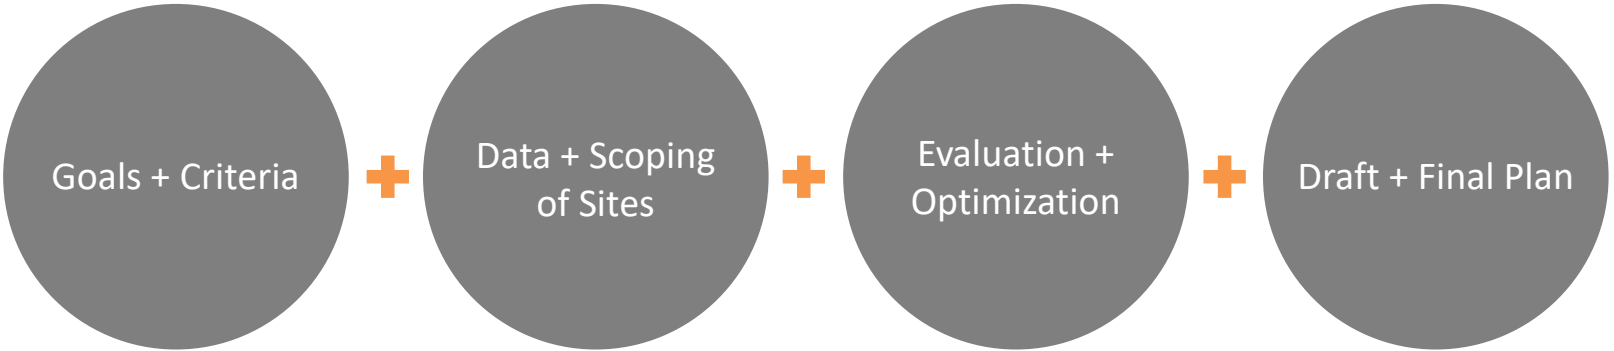 Goals + Criteria
Data + Scoping
of Sites
Evaluation +
Optimization
Draft + Final Plan